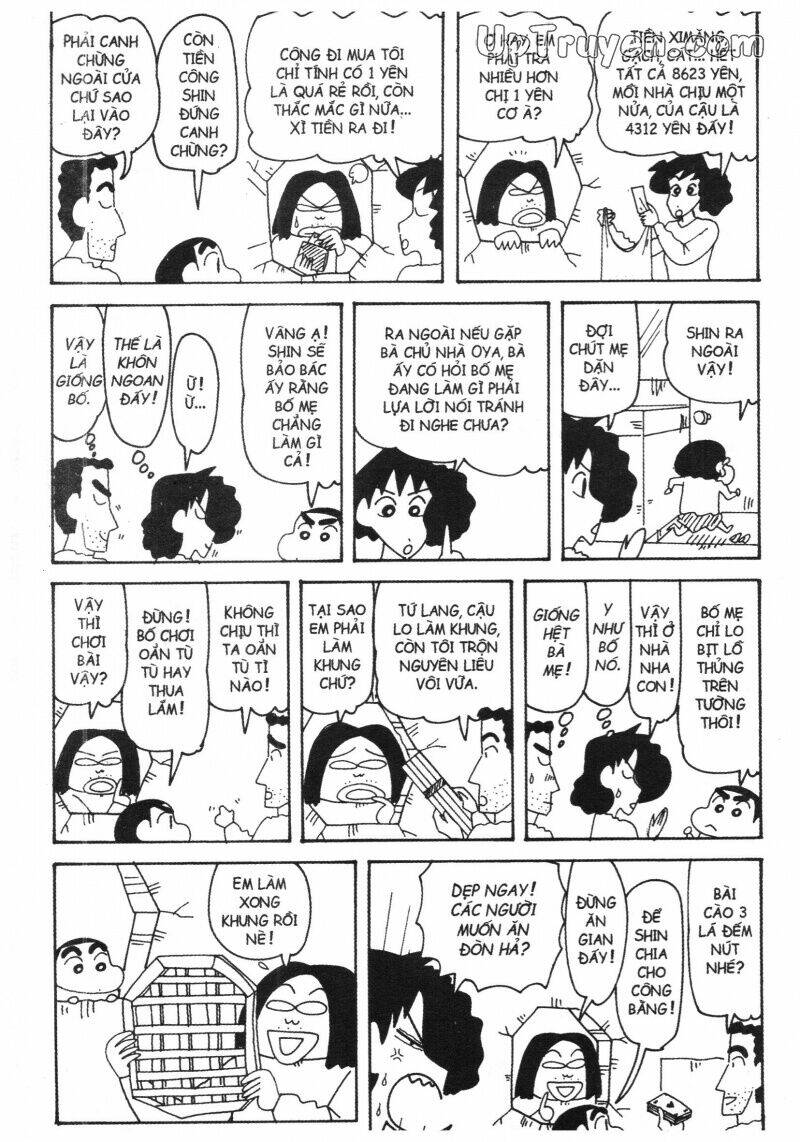 UpTruyen.com
TIỀN XIMĂNG
GẠCH, CÁT... HẾT
TẤT CẢ 8623 YÊN,
MỖI NHÀ CHỊU MỘT
NỬA, CỦA CẬU LÀ
4312 YÊN ĐẤY!
Ơ HAY EM
PHẢI TRẢ
NHIỀU HƠN
CHỊ 1 YÊN
CƠ À?
CÔNG ĐI MUA TÔI
CHỈ TÍNH CÓ 1 YÊN
LÀ QUÁ RẺ RỒI, CÒN
THẮC MẮC GÌ NỮA...
XÌ TIỀN RA ĐI!
CÒN
TIỀN
CÔNG
SHIN
ĐỨNG
CANH
CHỪNG?
PHẢI CANH
CHỪNG
NGOÀI CỬA
CHỨ SAO
LẠI VÀO
ĐÂY?
SHIN RA
NGOÀI
VẬY!
ĐỢI
CHÚT MẸ
DẶN
ĐÂY...
RA NGOÀI NẾU GẶP
BÀ CHỦ NHÀ OYA, BÀ
ẤY CÓ HỎI BỐ MẸ
ĐANG LÀM GÌ PHẢI
LỰA LỜI NÓI TRÁNH
ĐI NGHE CHƯA?
VÂNG Ạ!
SHIN SẼ
BẢO BÁC
ẤY RẰNG
BỐ MẸ
CHẲNG
LÀM GÌ
CẢ!
Ừ!
Ừ...
THẾ LÀ
KHÔN
NGOAN
ĐẤY!
VẬY
LÀ
GIỐNG
BỐ.
BỐ MẸ
CHỈ LO
BỊT LỖ
THỦNG
TRÊN
TƯỜNG
THÔI!
VẬY
THÌ Ở
NHÀ
NHA
CON!
Y
NHƯ
BỐ
NÓ.
GIỐNG
HỆT
BÀ
MẸ!
TỨ LANG, CẬU
LO LÀM KHUNG,
CÒN TÔI TRỘN
NGUYÊN LIÊU
VÔI VỮA.
TẠI SAO
EM PHẢI
LÀM
KHUNG
CHỨ?
KHÔNG
CHỊU THÌ
TA OẲN
TÙ TÌ
NÀO!
ĐỪNG!
BỐ CHƠI
OẲN TÙ
TÙ HAY
THUA
LẮM!
VẬY
THÌ
CHƠI
BÀI
VẬY?
BÀI
CÀO 3
LÁ ĐẾM
NÚT
NHÉ?
ĐỂ
SHIN
CHIA
CHO
CÔNG
BẰNG!
ĐỪNG
ĂN
GIAN
ĐẤY!
DẸP NGAY!
CÁC NGƯỜI
MUỐN ĂN
ĐÒN HẢ?
EM LÀM
XONG
KHUNG RỒI
NÈ!